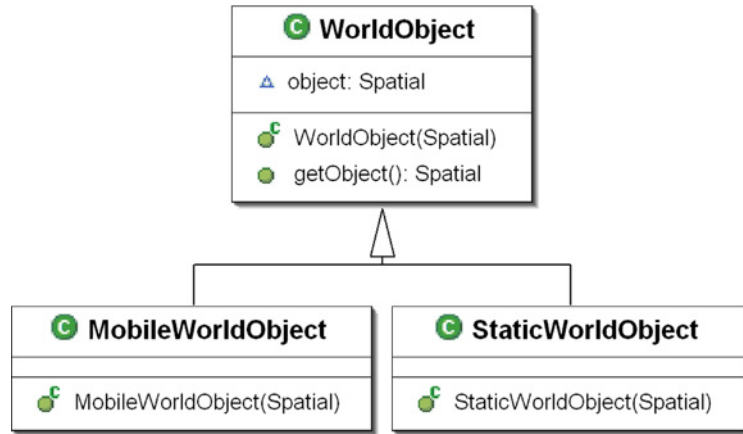 C WorldObject
object: Spatial
C WorldObject(Spatial)
getObject(): Spatial
C MobileWorldObject
C MobileWorldObject(Spatial)
C StaticWorldObject
C StaticWorldObject(Spatial)